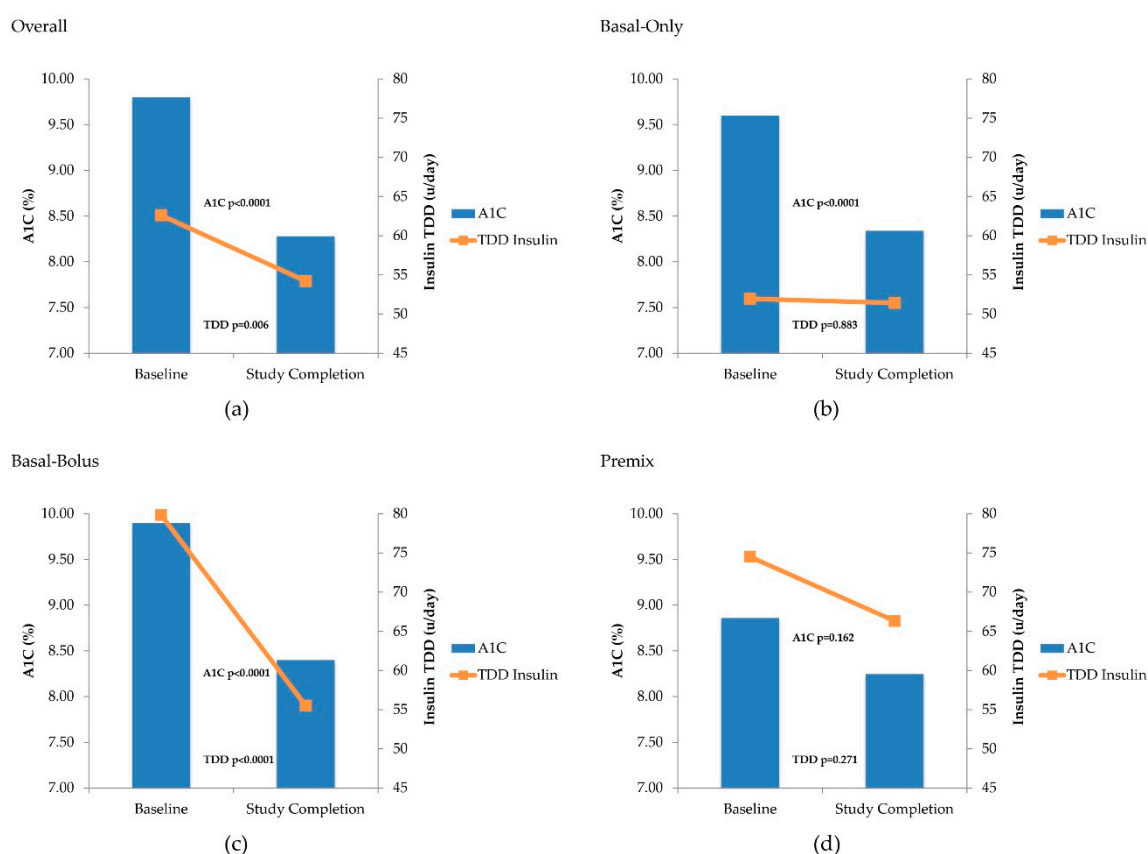 Overall
10.00
9.50
9.00
8.50
8.00
7.50
7.00
A1C (%)
80
75
70
65
60
55
50
45
Insulin TDD (u/day)
A1C p<0.0001
TDD p=0.006
Baseline
Study Completion
A1C
TDD Insulin
(a)
Basal-Only
10.00
9.50
9.00
8.50
8.00
7.50
7.00
A1C (%)
80
75
70
65
60
55
50
45
Insulin TDD (u/day)
A1C p<0.0001
TDD p=0.883
Baseline
Study Completion
A1C
TDD Insulin
(b)
Basal-Bolus
10.00
9.50
9.00
8.50
8.00
7.50
7.00
A1C (%)
80
75
70
65
60
55
50
45
Insulin TDD (u/day)
A1C p<0.0001
TDD p<0.0001
Baseline
Study Completion
A1C
TDD Insulin
(c)
Premix
10.00
9.50
9.00
8.50
8.00
7.50
7.00
A1C (%)
80
75
70
65
60
55
50
45
Insulin TDD (u/day)
A1C p=0.162
TDD p=0.271
Baseline
Study Completion
A1C
TDD Insulin
(d)